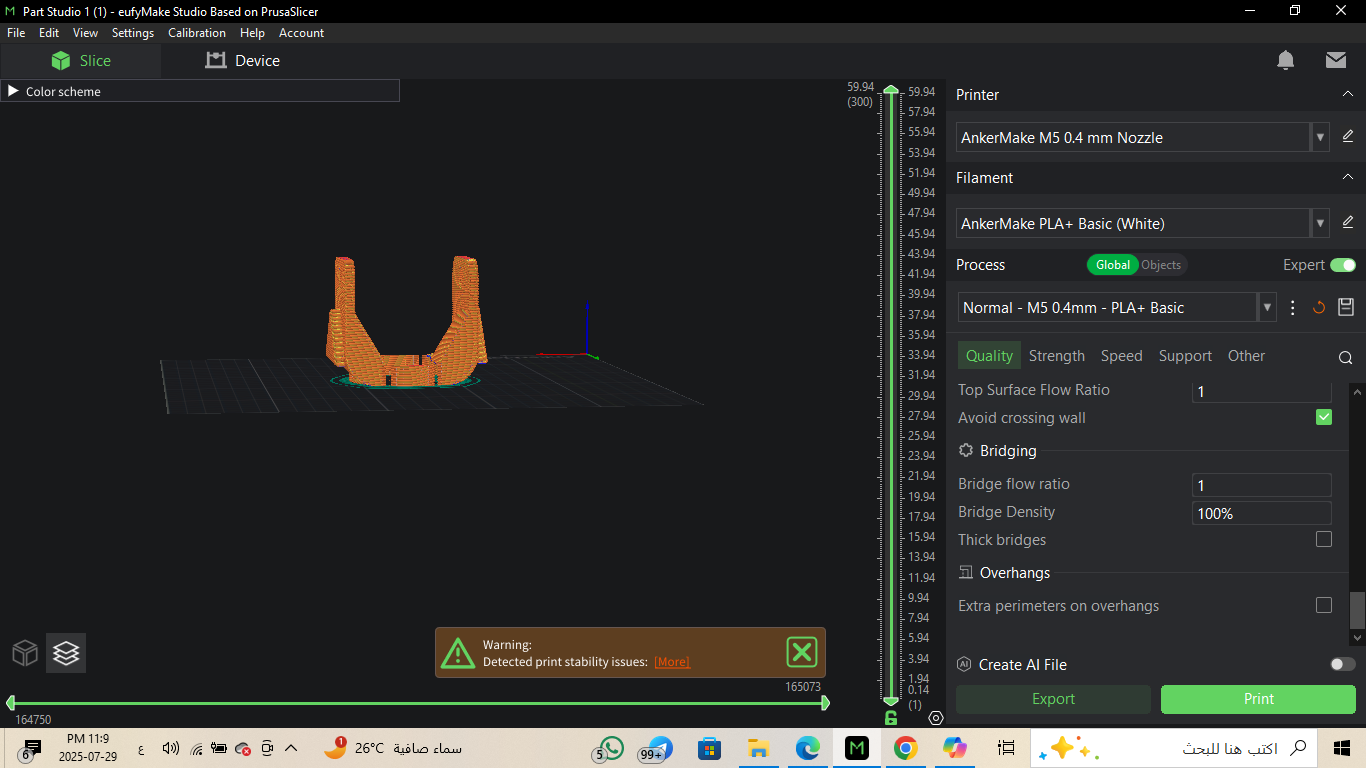 M Part Studio 1 (1) - eufyMake Studio Based on PrusaSlicer
File Edit View Settings Calibration Help Account
Slice Device
Color scheme
59.94
(300)
59.94
57.94
55.94
53.94
51.94
49.94
47.94
45.94
43.94
41.94
39.94
37.94
35.94
33.94
31.94
29.94
27.94
25.94
23.94
21.94
19.94
17.94
15.94
13.94
11.94
9.94
7.94
5.94
3.94
1.94
0.14
(1)
Printer
AnkerMake M5 0.4 mm Nozzle
Filament
AnkerMake PLA+ Basic (White)
Process Global Objects Expert
Normal - M5 0.4mm - PLA+ Basic
Quality Strength Speed Support Other
Top Surface Flow Ratio 1
Avoid crossing wall
Bridging
Bridge flow ratio 1
Bridge Density 100%
Thick bridges
Overhangs
Extra perimeters on overhangs
AI Create AI File
Export Print
Warning:
Detected print stability issues: [More]
165073
164750
6
PM 11:9
2025-07-29
ع
1
26°C سماء صافية
5
99+
M
اكتب هنا للبحث